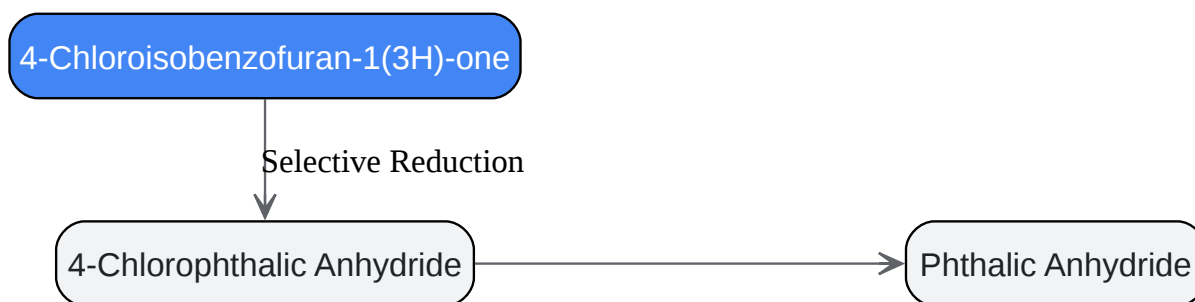 4-Chloroisobenzofuran-1(3H)-one
Selective Reduction
4-Chlorophthalic Anhydride
Phthalic Anhydride